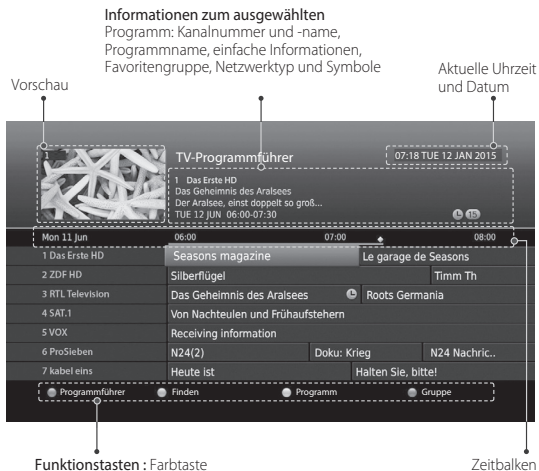 Informationen zum ausgewählten
Programm: Kanalnummer und -name,
Programmname, einfache Informationen,
Favoritengruppe, Netzwerktyp und Symbole
Vorschau
Aktuelle Uhrzeit
und Datum
1
TV-Programmführer
07:18 TUE 12 JAN 2015
1 Das Erste HD
Das Geheimnis des Aralsees
Der Aralsee, einst doppelt so groß...
TUE 12 JUN 06:00-07:30
15
Mon 11 Jun 06:00 07:00 08:00
1 Das Erste HD Seasons magazine Le garage de Seasons
2 ZDF HD Silberflügel Timm Th
3 RTL Television Das Geheimnis des Aralsees Roots Germania
4 SAT.1 Von Nachteulen und Frühaufstehern
5 VOX Receiving information
6 ProSieben N24(2) Doku: Krieg N24 Nachric..
7 kabel eins Heute ist Halten Sie, bitte!
Programmführer Finden Programm Gruppe
Funktionstasten : Farbtaste
Zeitbalken